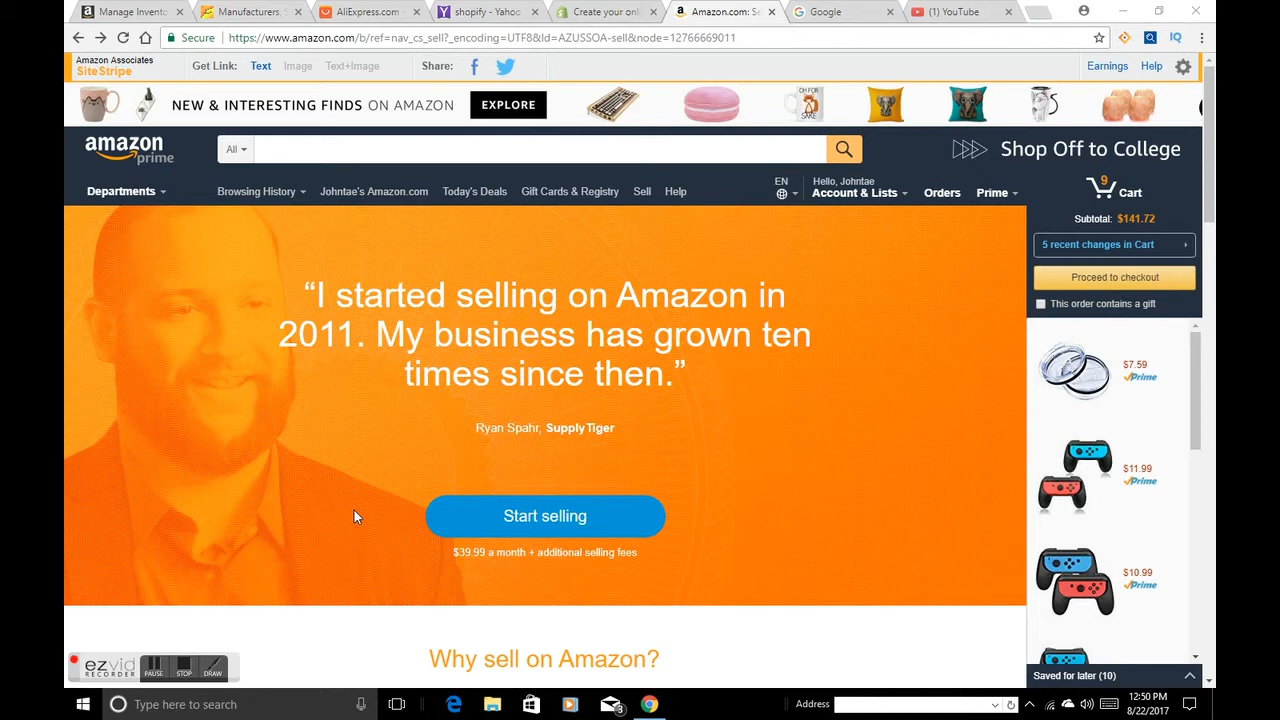 Manage Invento
Manufacturers, S
AliExpress.com -
shopify - Yahoo
Create your onli
Amazon.com: Se
Google
(1) YouTube
Secure
https://www.amazon.com/b/ref=nav_cs_sell?_encoding=UTF8&ld=AZUSSOA-sell&node=12766669011
Amazon Associates
SiteStripe
Get Link: Text Image Text+Image Share:
Earnings Help
NEW & INTERESTING FINDS ON AMAZON EXPLORE
amazon
prime
All
Shop Off to College
Departments
Browsing History Johntae's Amazon.com Today's Deals Gift Cards & Registry Sell Help
EN
Hello, Johntae
Account & Lists
Orders
Prime
9
Cart
Subtotal: $141.72
5 recent changes in Cart
Proceed to checkout
This order contains a gift
“I started selling on Amazon in
2011. My business has grown ten
times since then.”
Ryan Spahr, SupplyTiger
Start selling
$39.99 a month + additional selling fees
$7.59
Prime
$11.99
Prime
$10.99
Prime
Why sell on Amazon?
Saved for later (10)
ezvid
RECORDER
PAUSE STOP DRAW
Type here to search
Address
12:50 PM
8/22/2017